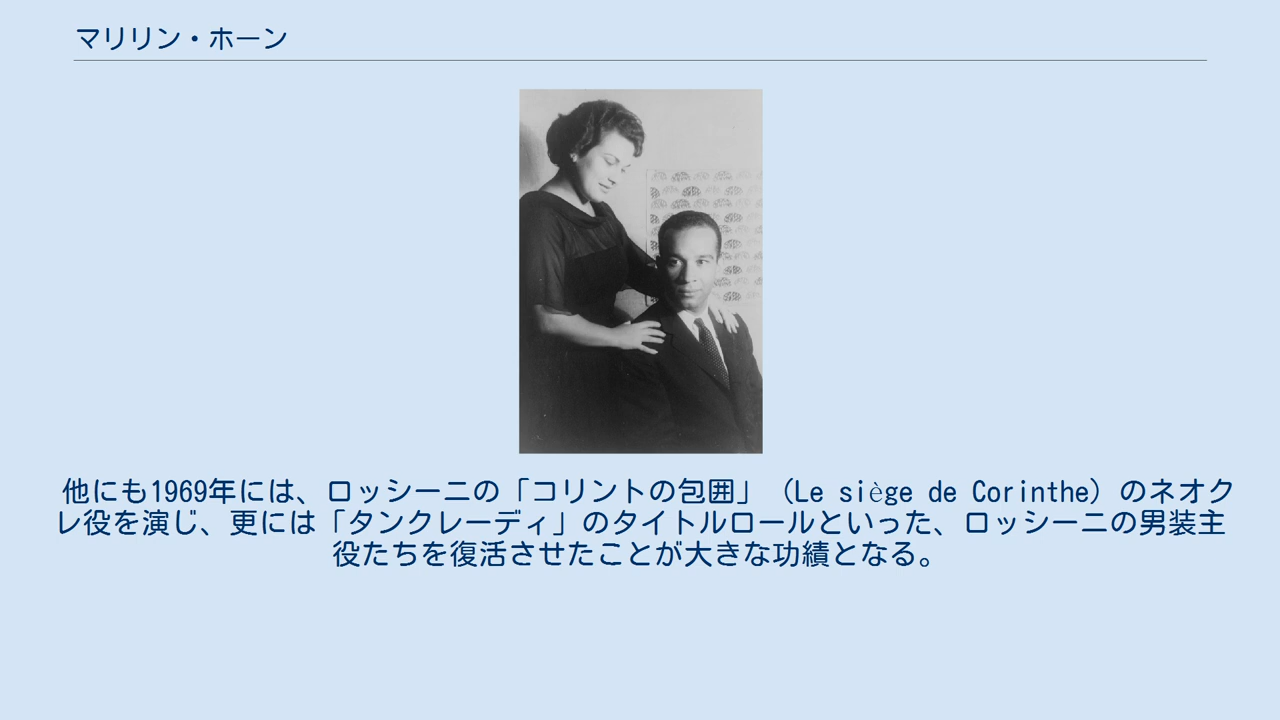 マリリン・ホーン
他にも1969年には、ロッシーニの「コリントの包囲」（Le siège de Corinthe）のネオク
レ役を演じ、更には「タンクレーディ」のタイトルロールといった、ロッシーニの男装主
役たちを復活させたことが大きな功績となる。